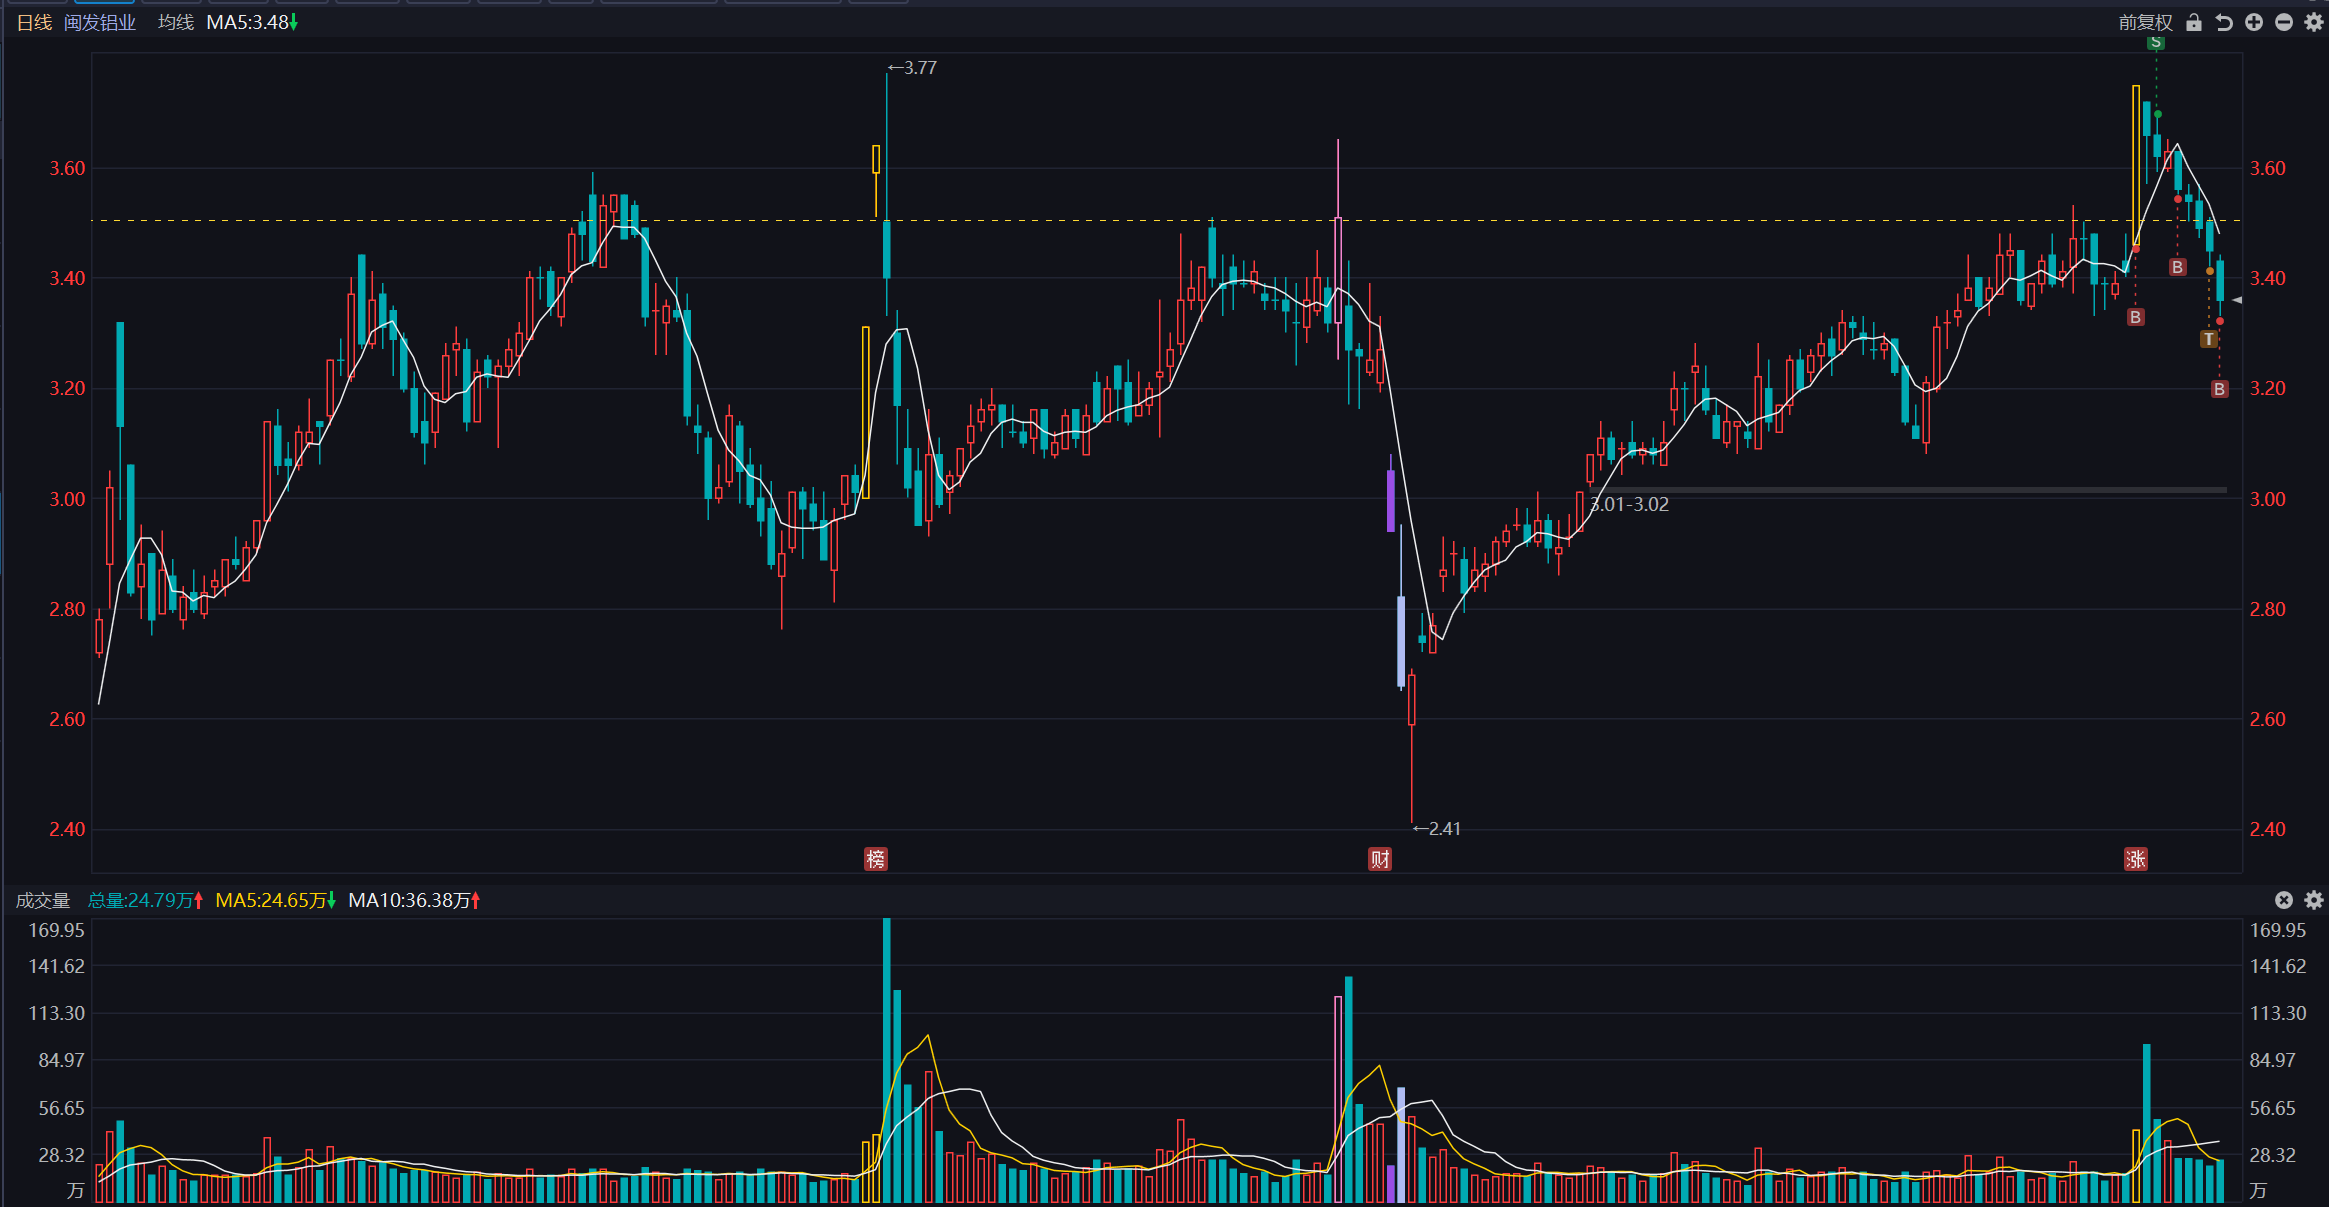 日线 闽发铝业 均线 MA5:3.48 前复权
S
←3.77
3.60 3.60
3.40 3.40
B
B
T
3.20 B 3.20
3.00 3.00
3.01-3.02
2.80 2.80
2.60 2.60
2.40 ←2.41 2.40
榜 财 涨
成交量 总量:24.79万 MA5:24.65万 MA10:36.38万
169.95 169.95
141.62 141.62
113.30 113.30
84.97 84.97
56.65 56.65
28.32 28.32
万 万